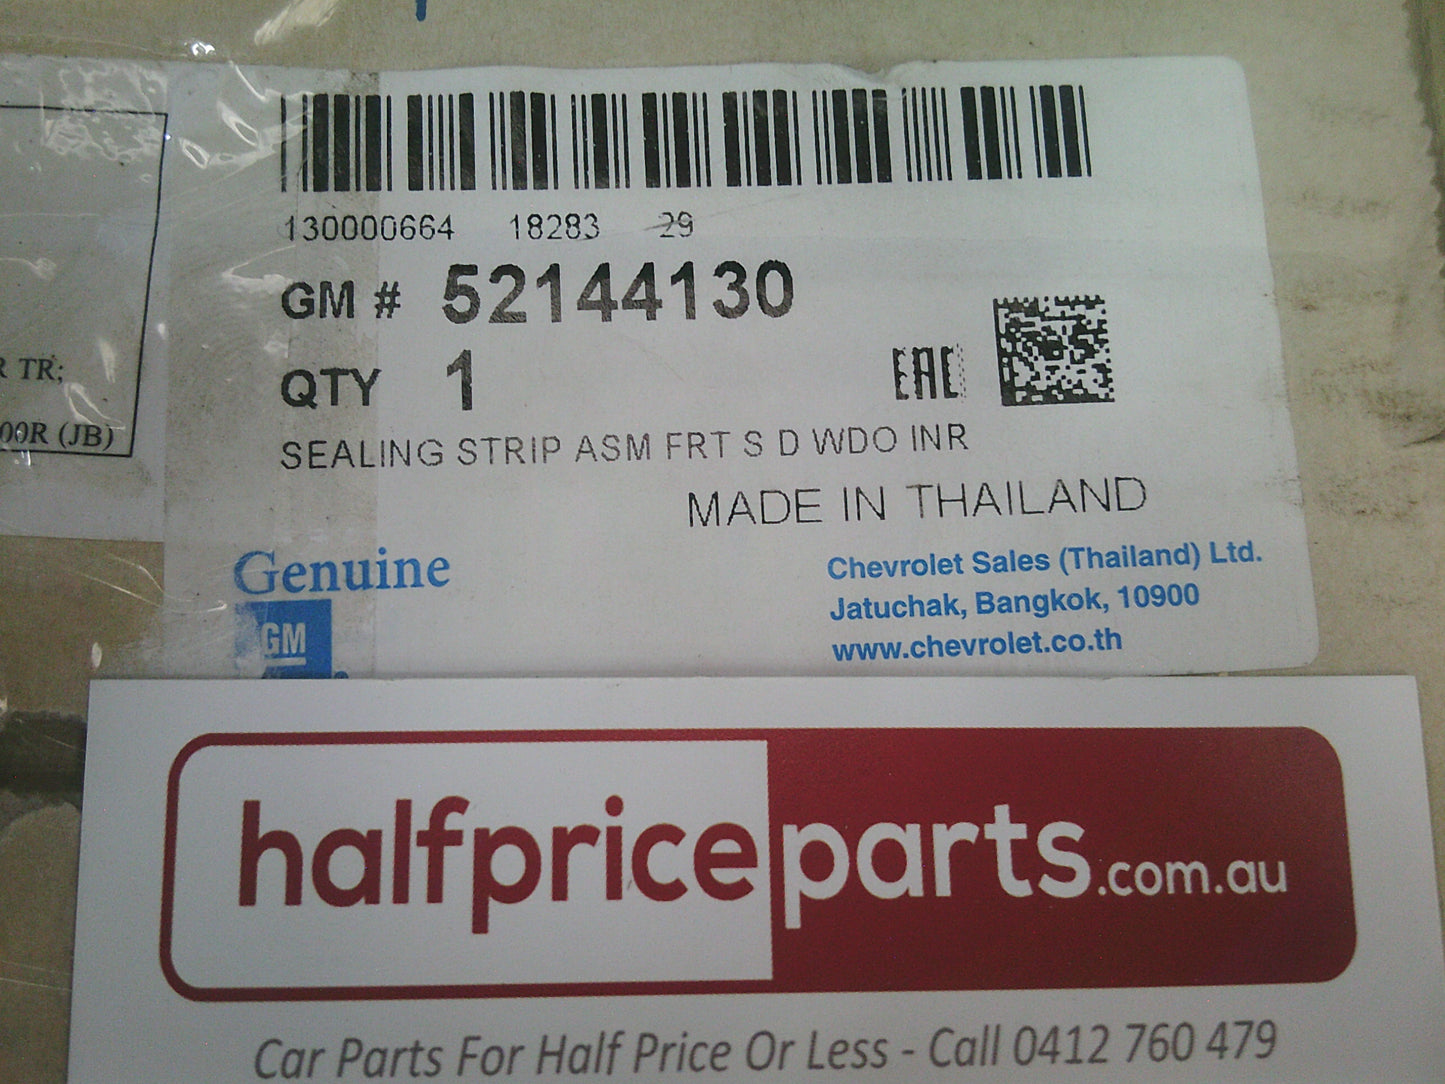 R TR;
00R (JB)
130000664 18283 29
GM # 52144130
QTY 1
EAC
SEALING STRIP ASM FRT S D WDO INR
MADE IN THAILAND
Genuine
GM
Chevrolet Sales (Thailand) Ltd.
Jatuchak, Bangkok, 10900
www.chevrolet.co.th
halfpriceparts.com.au
Car Parts For Half Price Or Less - Call 0412 760 479